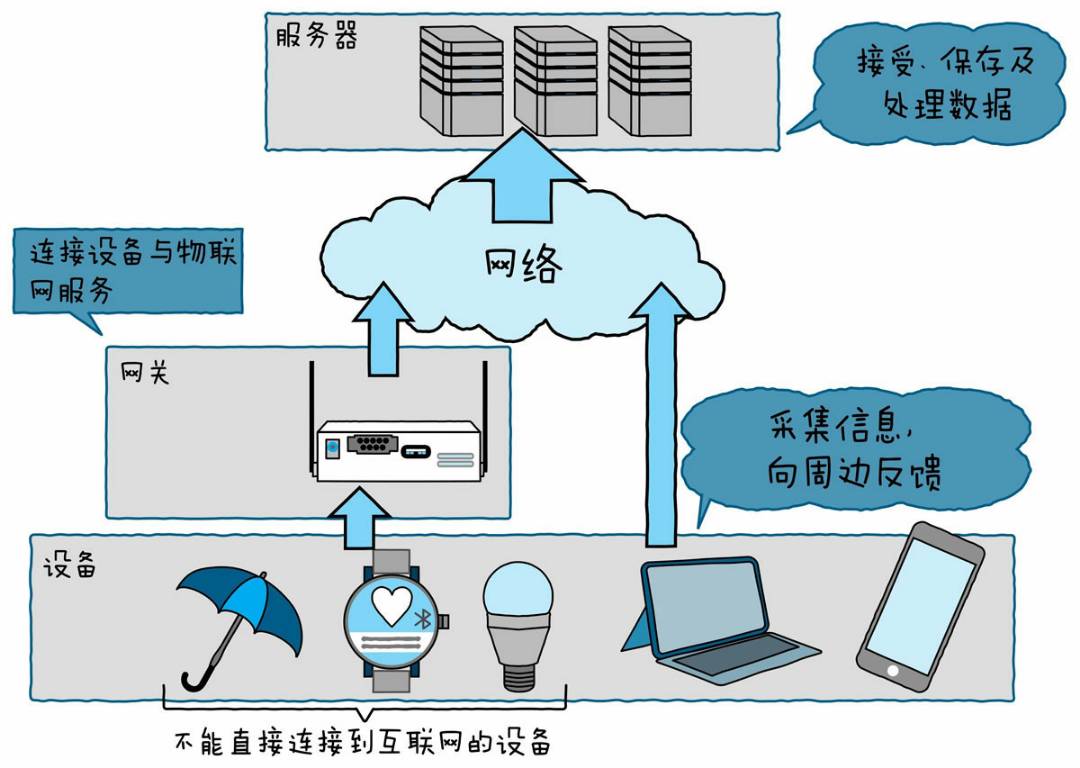 服务器
接受、保存及
处理数据
连接设备与物联
网服务
网络
网关
采集信息，
向周边反馈
设备
不能直接连接到互联网的设备